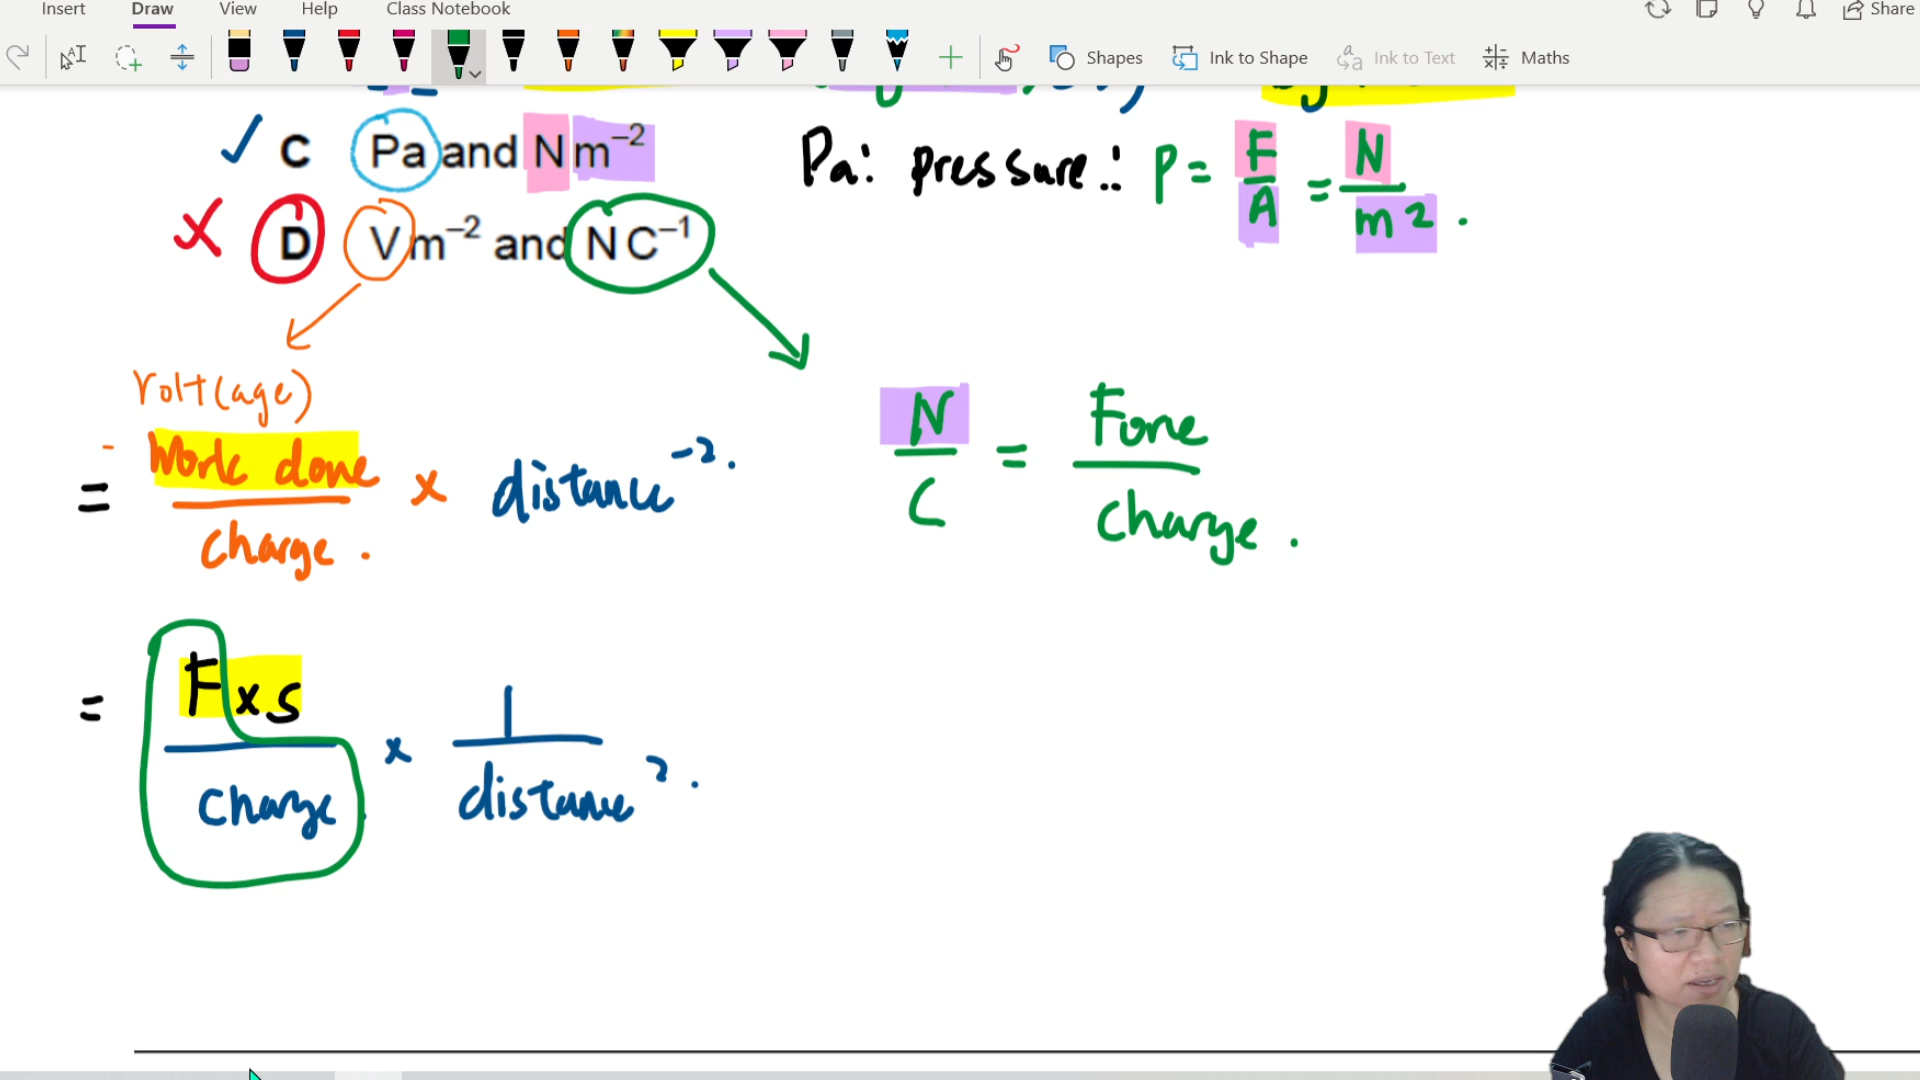 Insert Draw View Help Class Notebook Share
Shapes Ink to Shape Ink to Text Maths
✓ C Pa and N m⁻² Pa: pressure ∴ P = F/A = N/m² .
✗ D V m⁻² and N C⁻¹
Volt(age)
= Work done / charge . × distance⁻² .
N/C = Force / charge .
= F × s / charge × 1 / distance² .